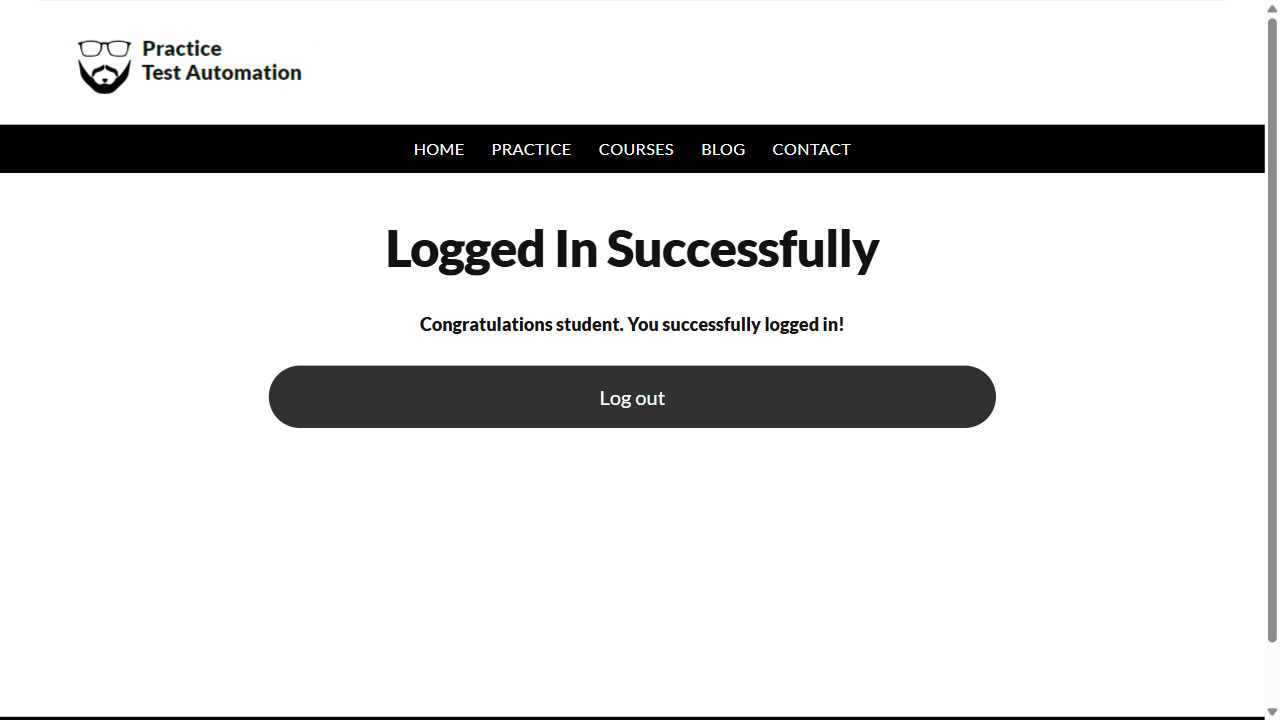 Practice
Test Automation
HOME PRACTICE COURSES BLOG CONTACT
Logged In Successfully
Congratulations student. You successfully logged in!
Log out